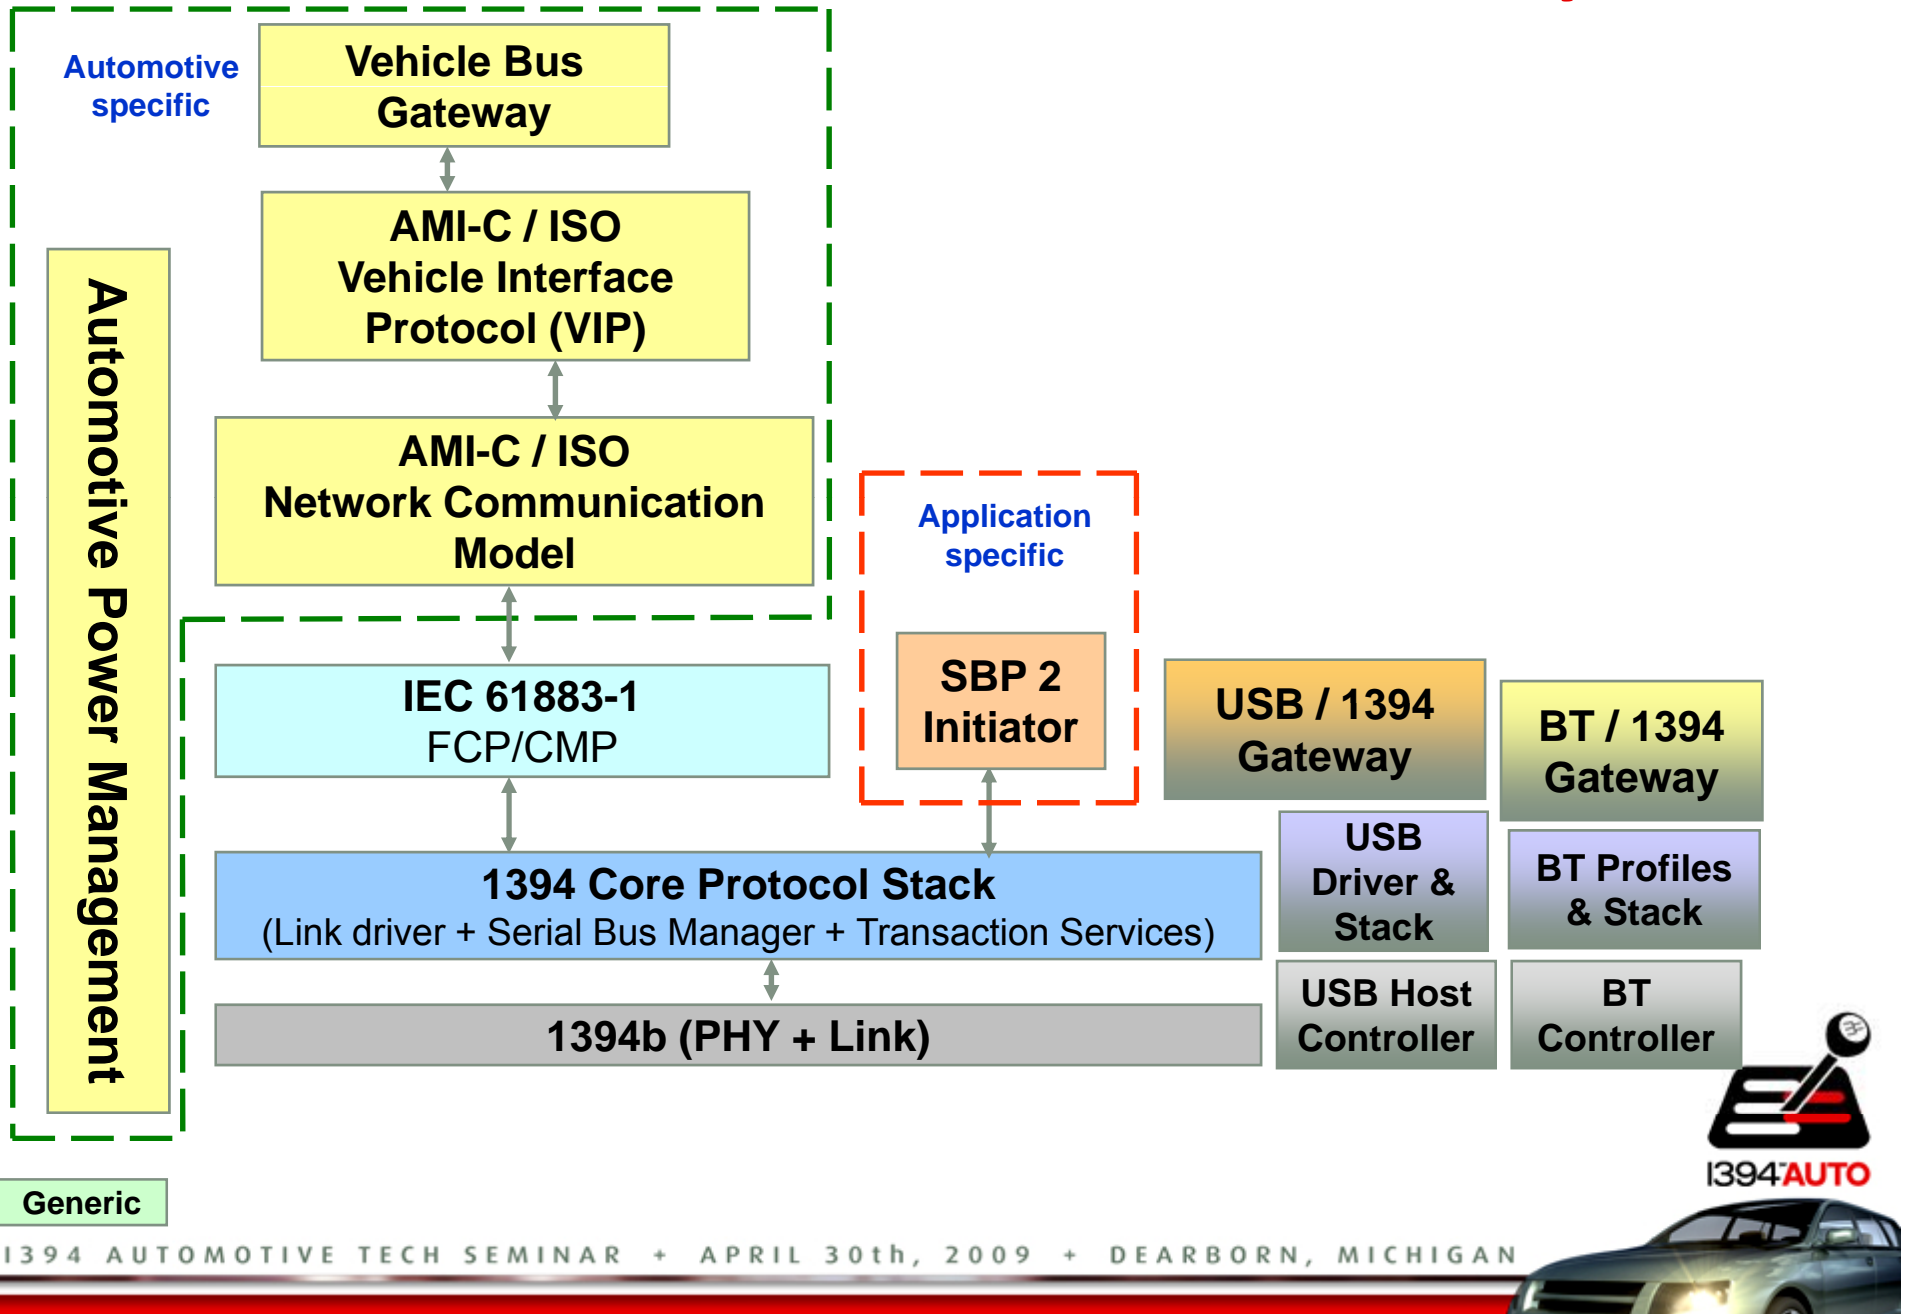 Automotive
specific
Vehicle Bus
Gateway
AMI-C / ISO
Vehicle Interface
Protocol (VIP)
Automotive Power Management
AMI-C / ISO
Network Communication
Model
Application
specific
IEC 61883-1
FCP/CMP
SBP 2
Initiator
USB / 1394
Gateway
BT / 1394
Gateway
1394 Core Protocol Stack
(Link driver + Serial Bus Manager + Transaction Services)
USB
Driver &
Stack
BT Profiles
& Stack
1394b (PHY + Link)
USB Host
Controller
BT
Controller
1394 AUTO
Generic
1394 AUTOMOTIVE TECH SEMINAR + APRIL 30th, 2009 + DEARBORN, MICHIGAN